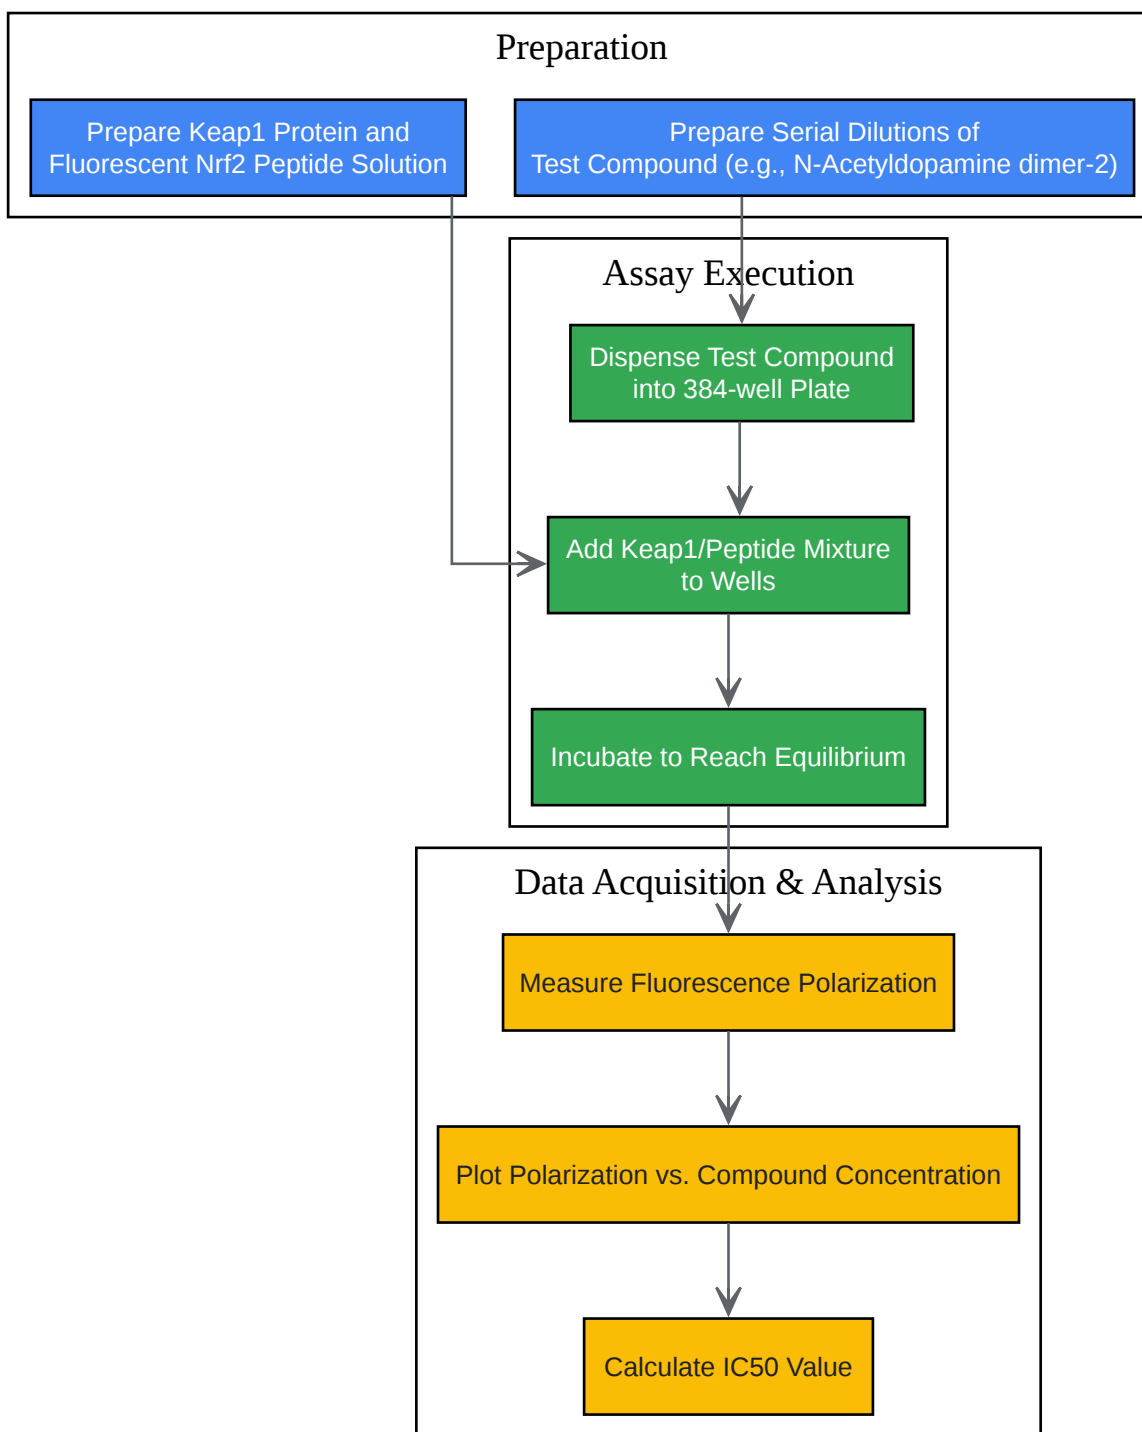 Preparation
Prepare Keap1 Protein and
Fluorescent Nrf2 Peptide Solution
Prepare Serial Dilutions of
Test Compound (e.g., N-Acetyldopamine dimer-2)
Assay Execution
Dispense Test Compound
into 384-well Plate
Add Keap1/Peptide Mixture
to Wells
Incubate to Reach Equilibrium
Data Acquisition & Analysis
Measure Fluorescence Polarization
Plot Polarization vs. Compound Concentration
Calculate IC50 Value